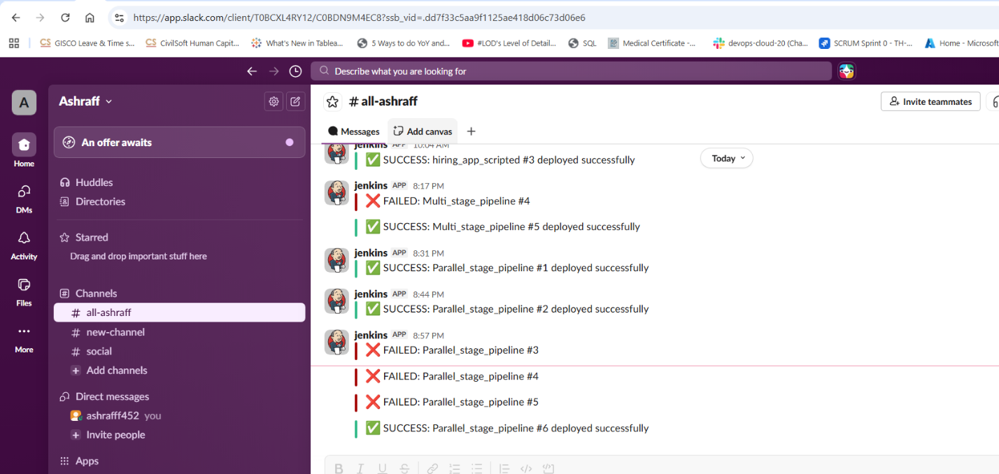 https://app.slack.com/client/T0BCXL4RY12/C0BDN9M4EC8?ssb_vid=.dd7f33c5aa9f1125ae418d06c73d06e6
GISCO Leave & Time s...
CivilSoft Human Capit...
What's New in Tablea...
5 Ways to do YoY and...
#LOD's Level of Detail...
SQL
Medical Certificate -...
devops-cloud-20 (Cha...
SCRUM Sprint 0 - TH-...
Home - Microsoft
Describe what you are looking for
A
Home
DMs
Activity
Files
More
Ashraff
An offer awaits
Huddles
Directories
Starred
Drag and drop important stuff here
Channels
# all-ashraff
# new-channel
# social
+ Add channels
Direct messages
ashrafff452 you
+ Invite people
Apps
# all-ashraff
Invite teammates
Messages
Add canvas
+
Today
jenkins APP 10:04 AM
SUCCESS: hiring_app_scripted #3 deployed successfully
jenkins APP 8:17 PM
FAILED: Multi_stage_pipeline #4
SUCCESS: Multi_stage_pipeline #5 deployed successfully
jenkins APP 8:31 PM
SUCCESS: Parallel_stage_pipeline #1 deployed successfully
jenkins APP 8:44 PM
SUCCESS: Parallel_stage_pipeline #2 deployed successfully
jenkins APP 8:57 PM
FAILED: Parallel_stage_pipeline #3
FAILED: Parallel_stage_pipeline #4
FAILED: Parallel_stage_pipeline #5
SUCCESS: Parallel_stage_pipeline #6 deployed successfully
B I U S